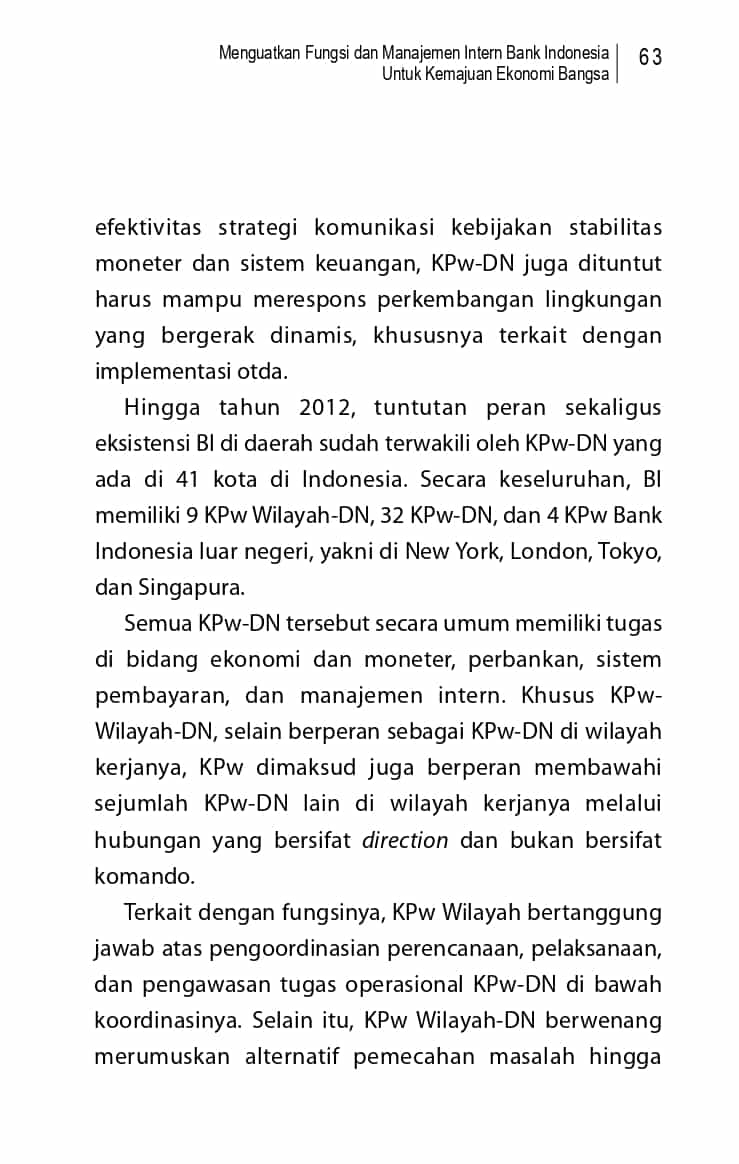 Menguatkan Fungsi dan Manajemen Intern Bank Indonesia
Untuk Kemajuan Ekonomi Bangsa
63
efektivitas strategi komunikasi kebijakan stabilitas
moneter dan sistem keuangan, KPw-DN juga dituntut
harus mampu merespons perkembangan lingkungan
yang bergerak dinamis, khususnya terkait dengan
implementasi otda.
Hingga tahun 2012, tuntutan peran sekaligus
eksistensi BI di daerah sudah terwakili oleh KPw-DN yang
ada di 41 kota di Indonesia. Secara keseluruhan, BI
memiliki 9 KPw Wilayah-DN, 32 KPw-DN, dan 4 KPw Bank
Indonesia luar negeri, yakni di New York, London, Tokyo,
dan Singapura.
Semua KPw-DN tersebut secara umum memiliki tugas
di bidang ekonomi dan moneter, perbankan, sistem
pembayaran, dan manajemen intern. Khusus KPw-
Wilayah-DN, selain berperan sebagai KPw-DN di wilayah
kerjanya, KPw dimaksud juga berperan membawahi
sejumlah KPw-DN lain di wilayah kerjanya melalui
hubungan yang bersifat direction dan bukan bersifat
komando.
Terkait dengan fungsinya, KPw Wilayah bertanggung
jawab atas pengoordinasian perencanaan, pelaksanaan,
dan pengawasan tugas operasional KPw-DN di bawah
koordinasinya. Selain itu, KPw Wilayah-DN berwenang
merumuskan alternatif pemecahan masalah hingga